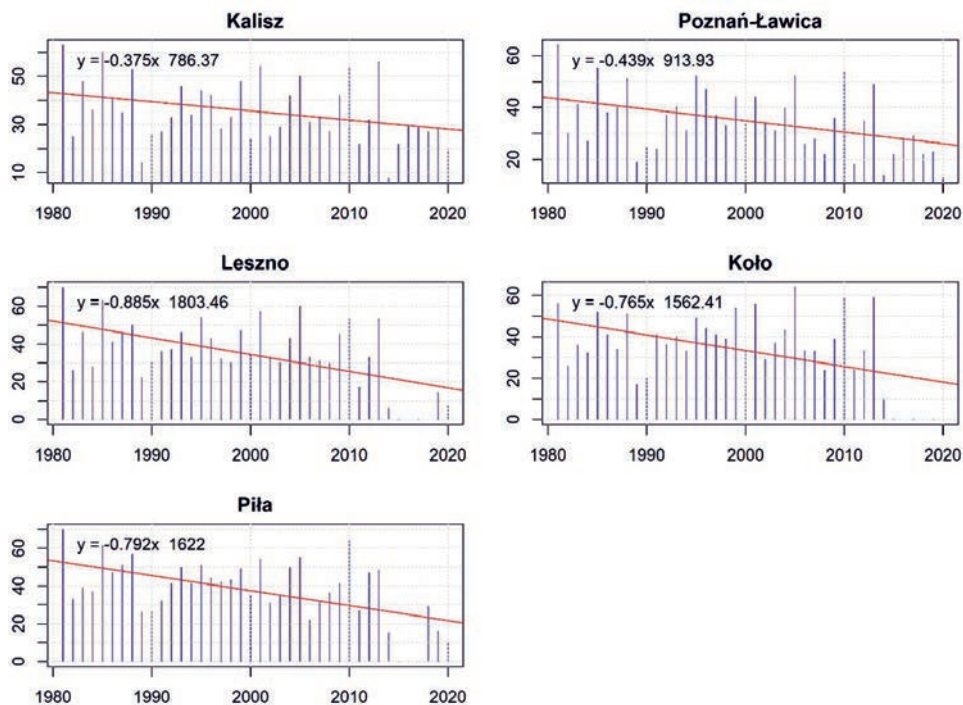 Kalisz
y = -0.375x 786.37
50
30
10
1980 1990 2000 2010 2020
Poznań-Ławica
y = -0.439x 913.93
60
40
20
1980 1990 2000 2010 2020
Leszno
y = -0.885x 1803.46
60
40
20
0
1980 1990 2000 2010 2020
Koło
y = -0.765x 1562.41
60
40
20
0
1980 1990 2000 2010 2020
Piła
y = -0.792x 1622
60
40
20
0
1980 1990 2000 2010 2020